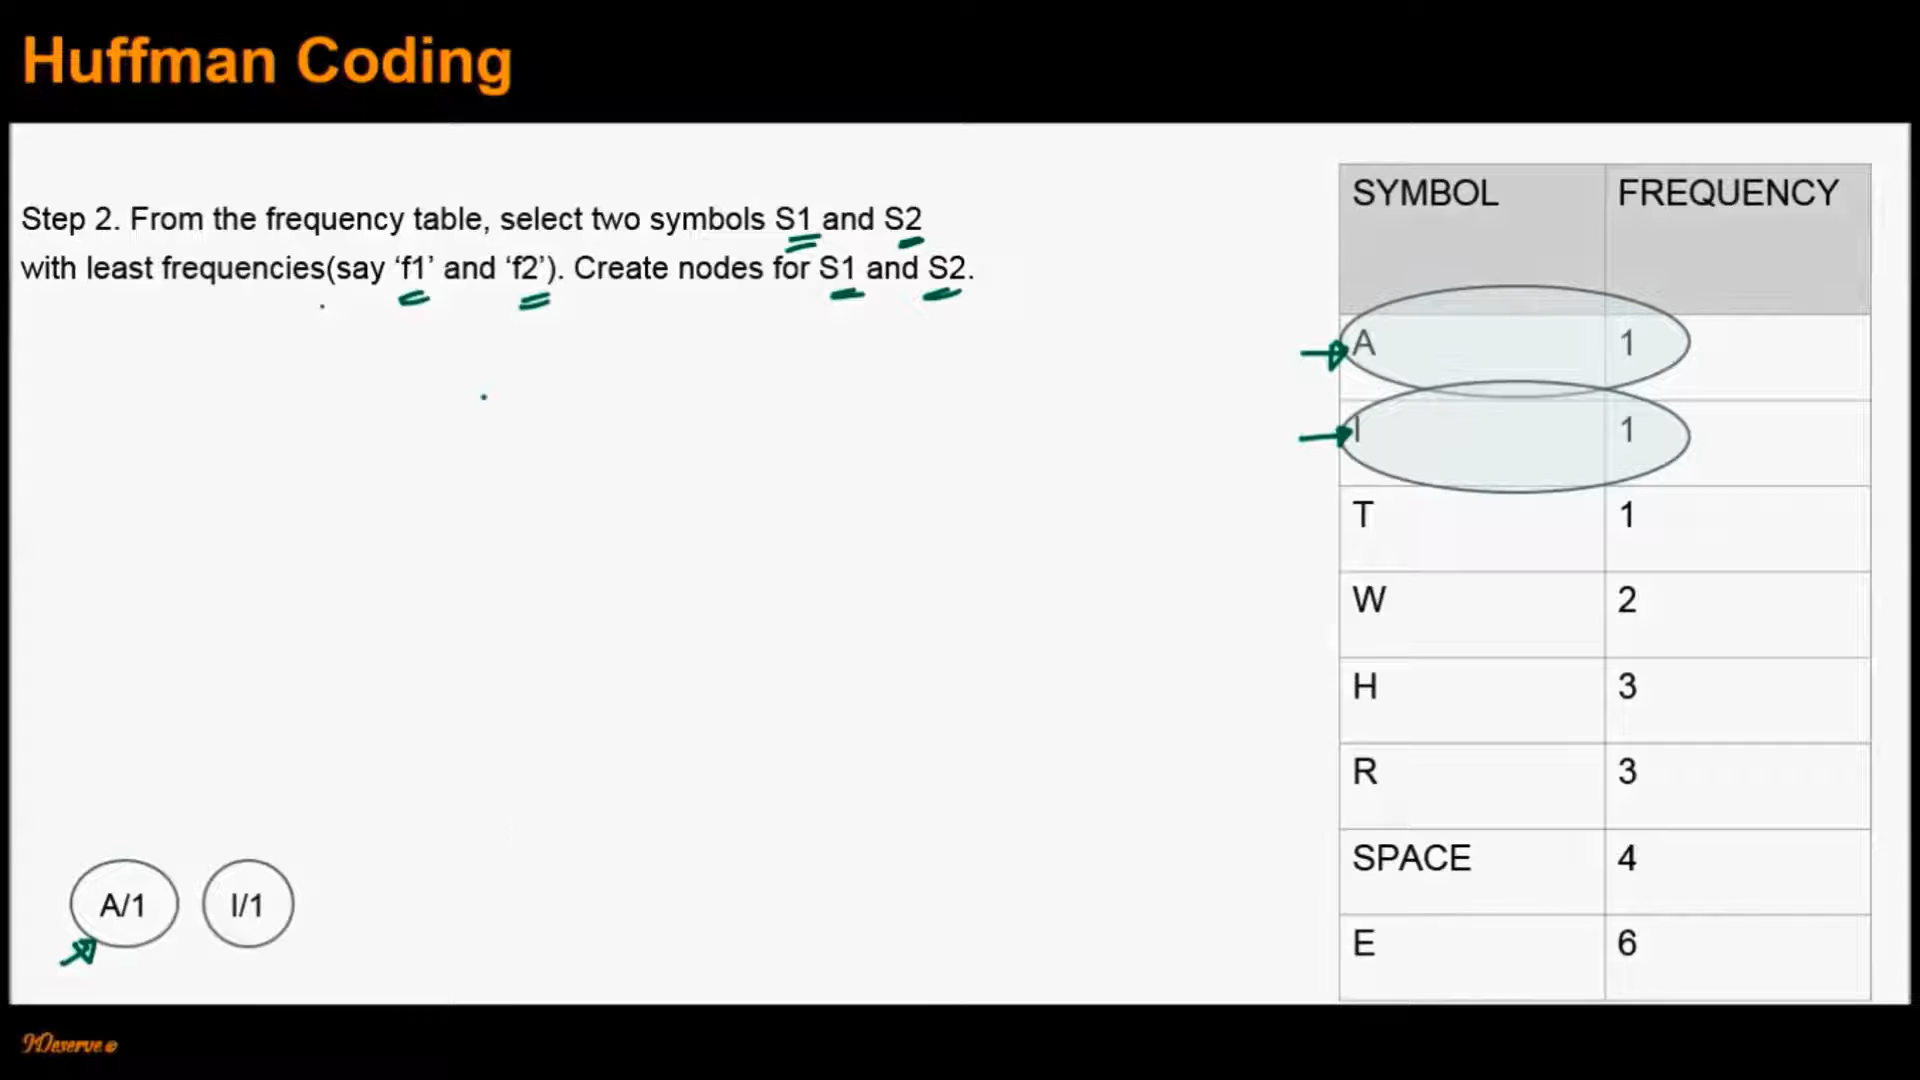 Huffman Coding
Step 2. From the frequency table, select two symbols S1 and S2
with least frequencies(say ‘f1’ and ‘f2’). Create nodes for S1 and S2.
SYMBOL FREQUENCY
A 1
I 1
T 1
W 2
H 3
R 3
SPACE 4
E 6
A/1 I/1
IDeserve